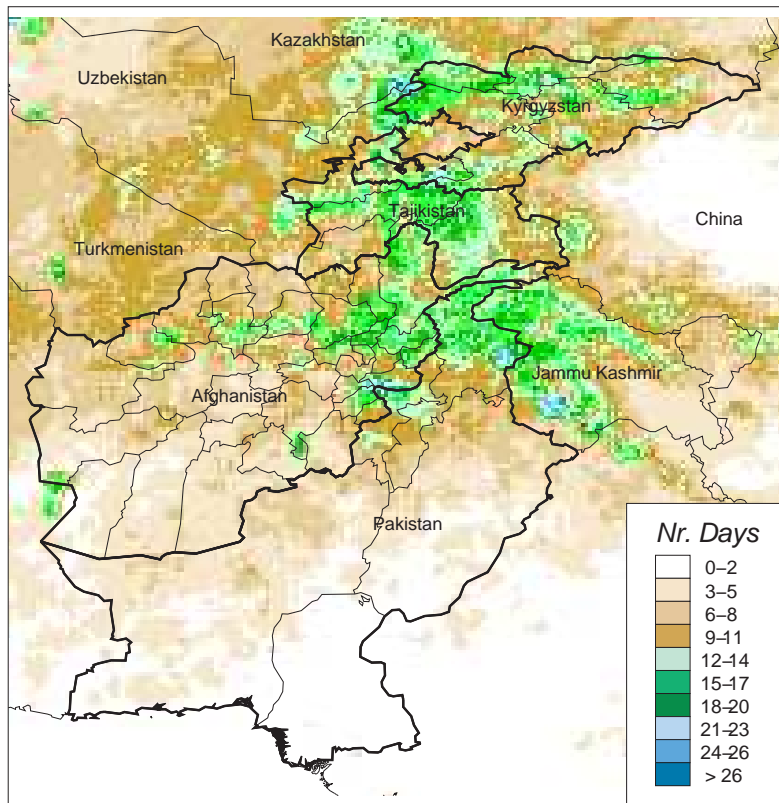 Kazakhstan
Uzbekistan
Kyrgyzstan
Tajikistan
China
Turkmenistan
Jammu Kashmir
Afghanistan
Pakistan
Nr. Days
0–2
3–5
6–8
9–11
12–14
15–17
18–20
21–23
24–26
> 26